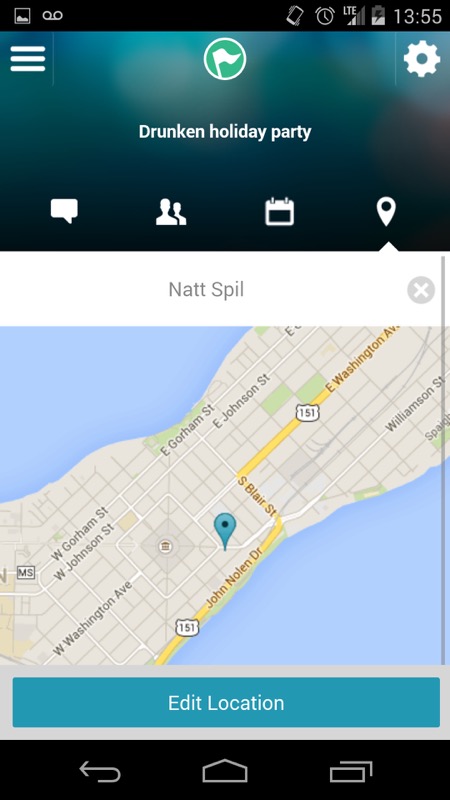 LTE
13:55
Drunken holiday party
Natt Spil
E Washington Ave
E Johnson St
E Gorham St
151
Williamson St
S Blair St
W Gorham St
W Johnson St
MS
John Nolen Dr
W Washington Ave
151
Edit Location